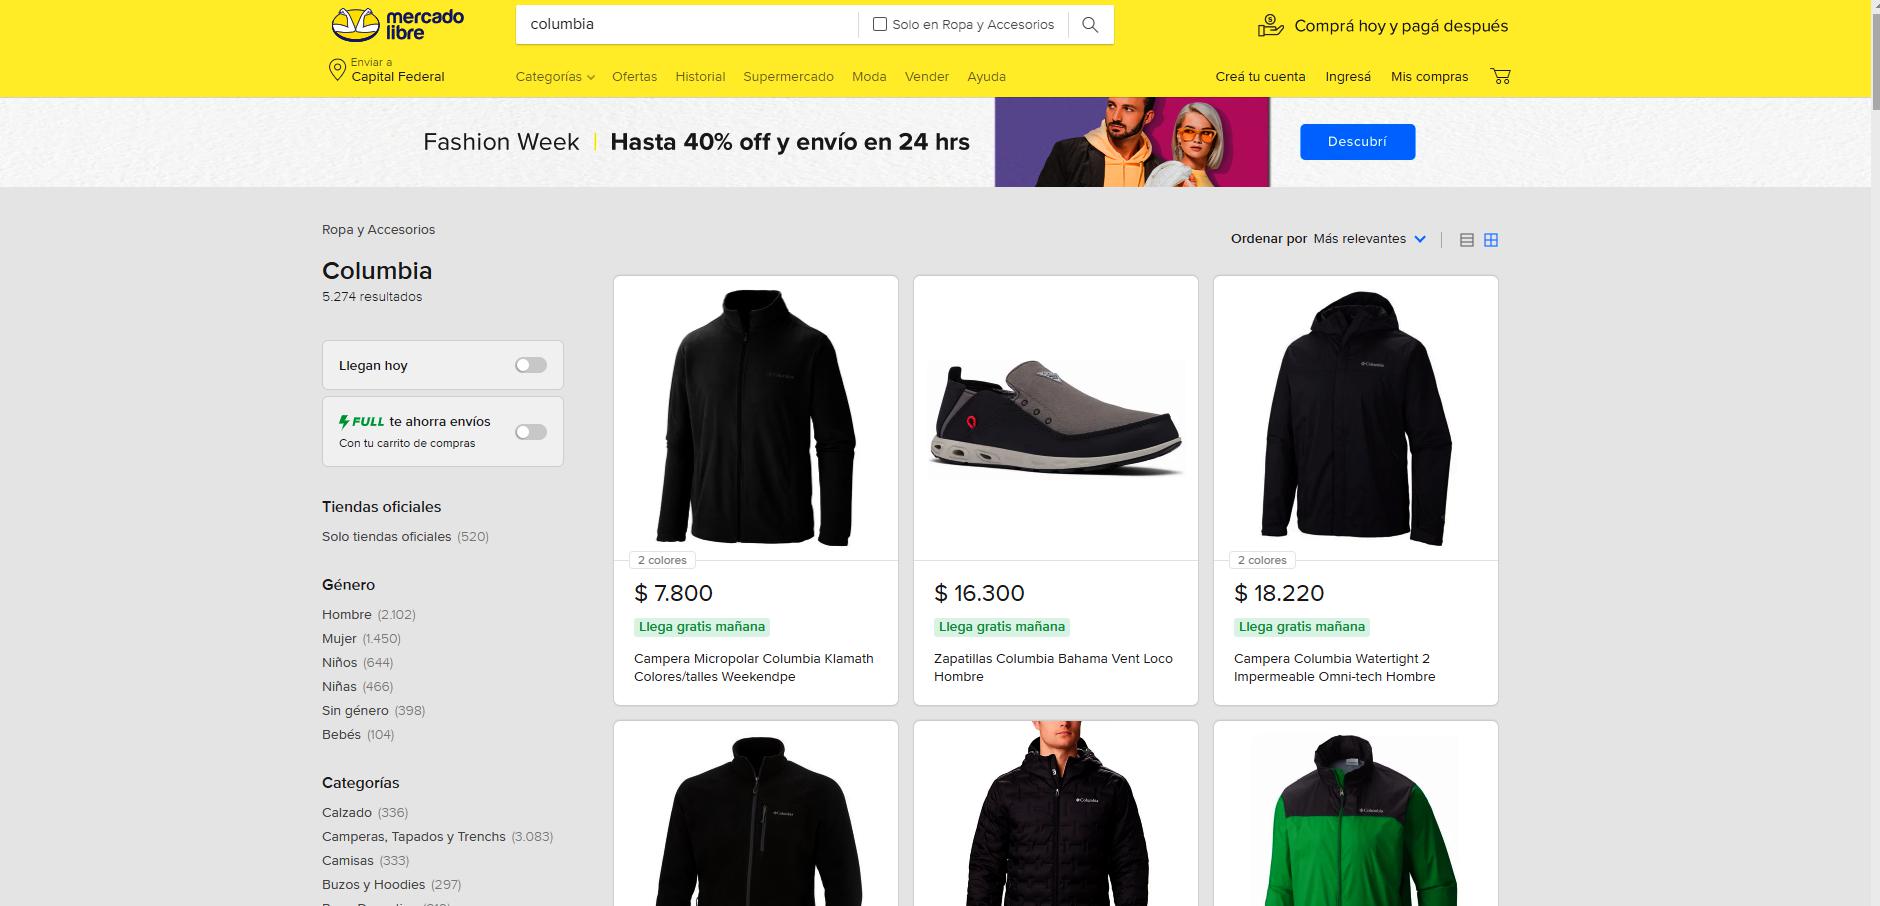 mercado
libre
columbia
Solo en Ropa y Accesorios
Comprá hoy y pagá después
Enviar a
Capital Federal
Categorías
Ofertas
Historial
Supermercado
Moda
Vender
Ayuda
Creá tu cuenta
Ingresá
Mis compras
Fashion Week
Hasta 40% off y envío en 24 hrs
Descubrí
Ropa y Accesorios
Ordenar por Más relevantes
Columbia
5.274 resultados
Llegan hoy
FULL te ahorra envíos
Con tu carrito de compras
Tiendas oficiales
Solo tiendas oficiales (520)
Género
Hombre (2.102)
Mujer (1.450)
Niños (644)
Niñas (466)
Sin género (398)
Bebés (104)
Categorías
Calzado (336)
Camperas, Tapados y Trenchs (3.083)
Camisas (333)
Buzos y Hoodies (297)
Columbia
2 colores
$ 7.800
Llega gratis mañana
Campera Micropolar Columbia Klamath
Colores/talles Weekendpe
$ 16.300
Llega gratis mañana
Zapatillas Columbia Bahama Vent Loco
Hombre
Columbia
2 colores
$ 18.220
Llega gratis mañana
Campera Columbia Watertight 2
Impermeable Omni-tech Hombre
Columbia
Columbia
Columbia